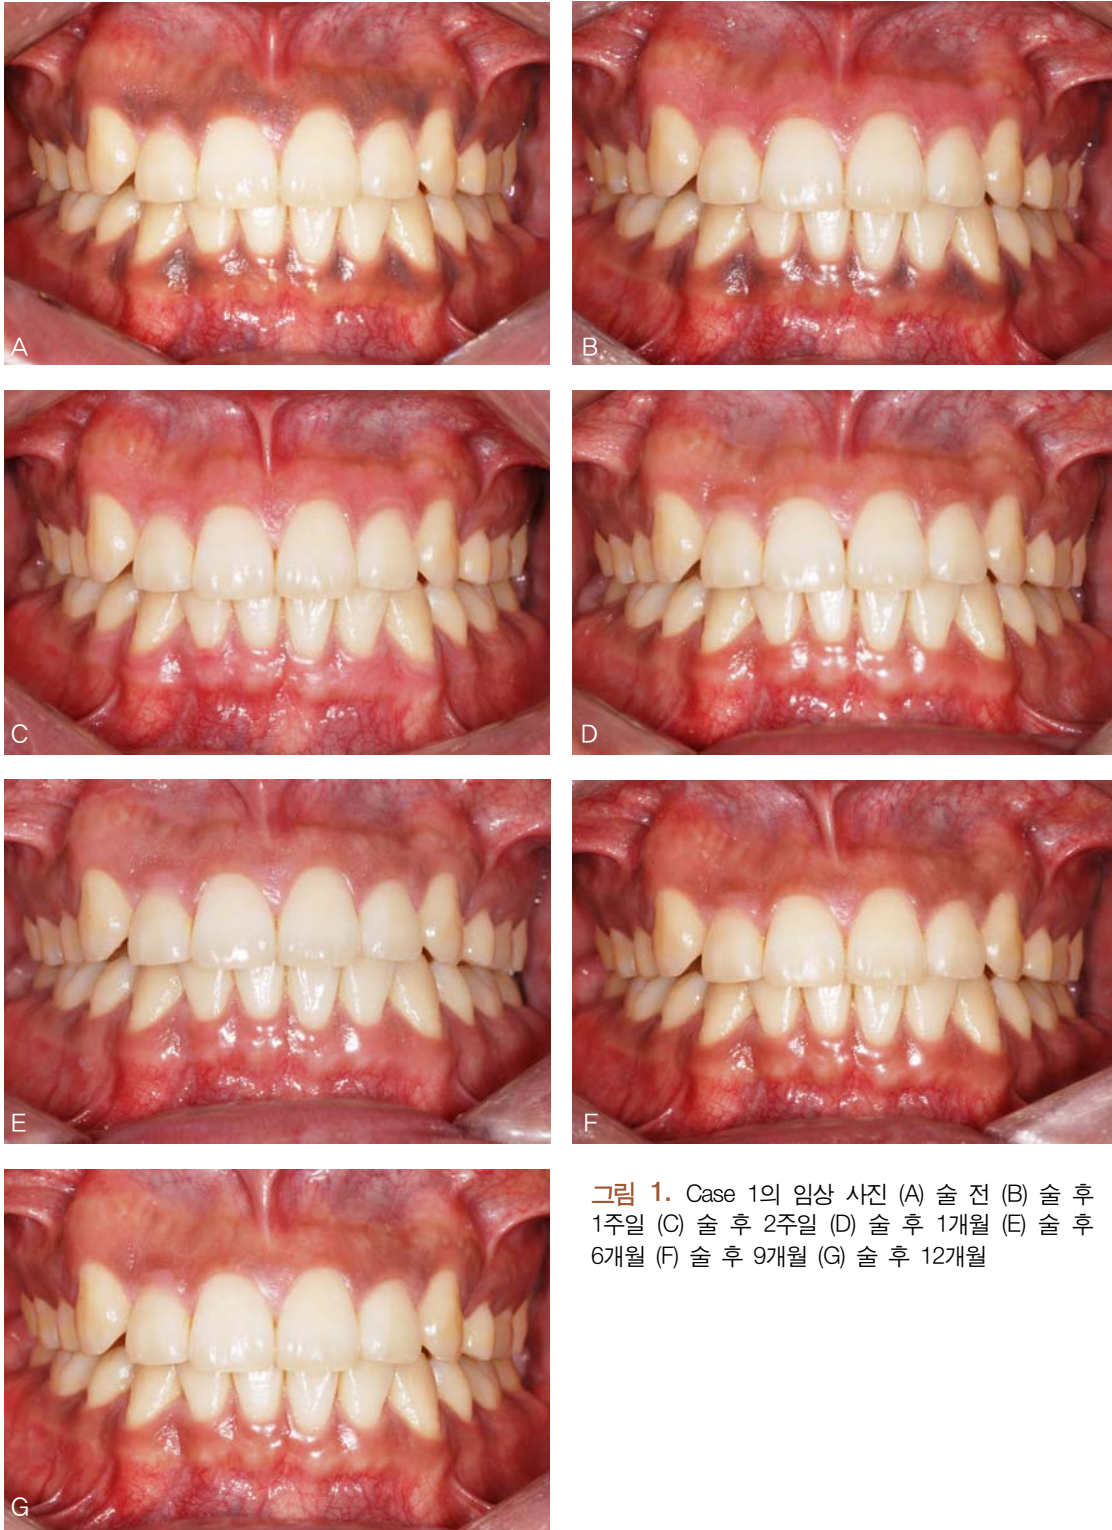 A
B
C
D
E
F
G
그림 1. Case 1의 임상 사진 (A) 술 전 (B) 술 후
1주일 (C) 술 후 2주일 (D) 술 후 1개월 (E) 술 후
6개월 (F) 술 후 9개월 (G) 술 후 12개월